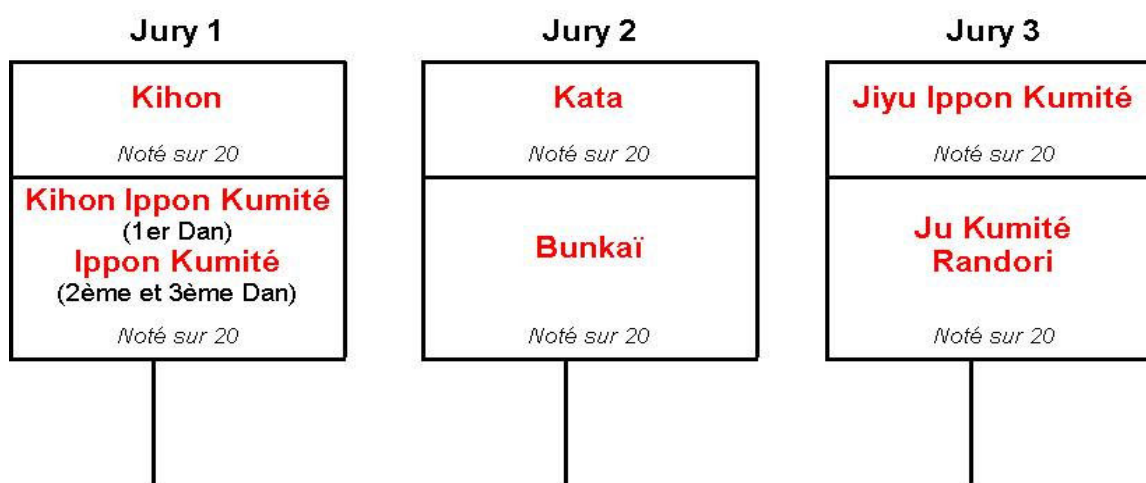 Jury 1
Kihon
Noté sur 20
Kihon Ippon Kumité
(1er Dan)
Ippon Kumité
(2ème et 3ème Dan)
Noté sur 20
Jury 2
Kata
Noté sur 20
Bunkaï
Noté sur 20
Jury 3
Jiyu Ippon Kumité
Noté sur 20
Ju Kumité
Randori
Noté sur 20